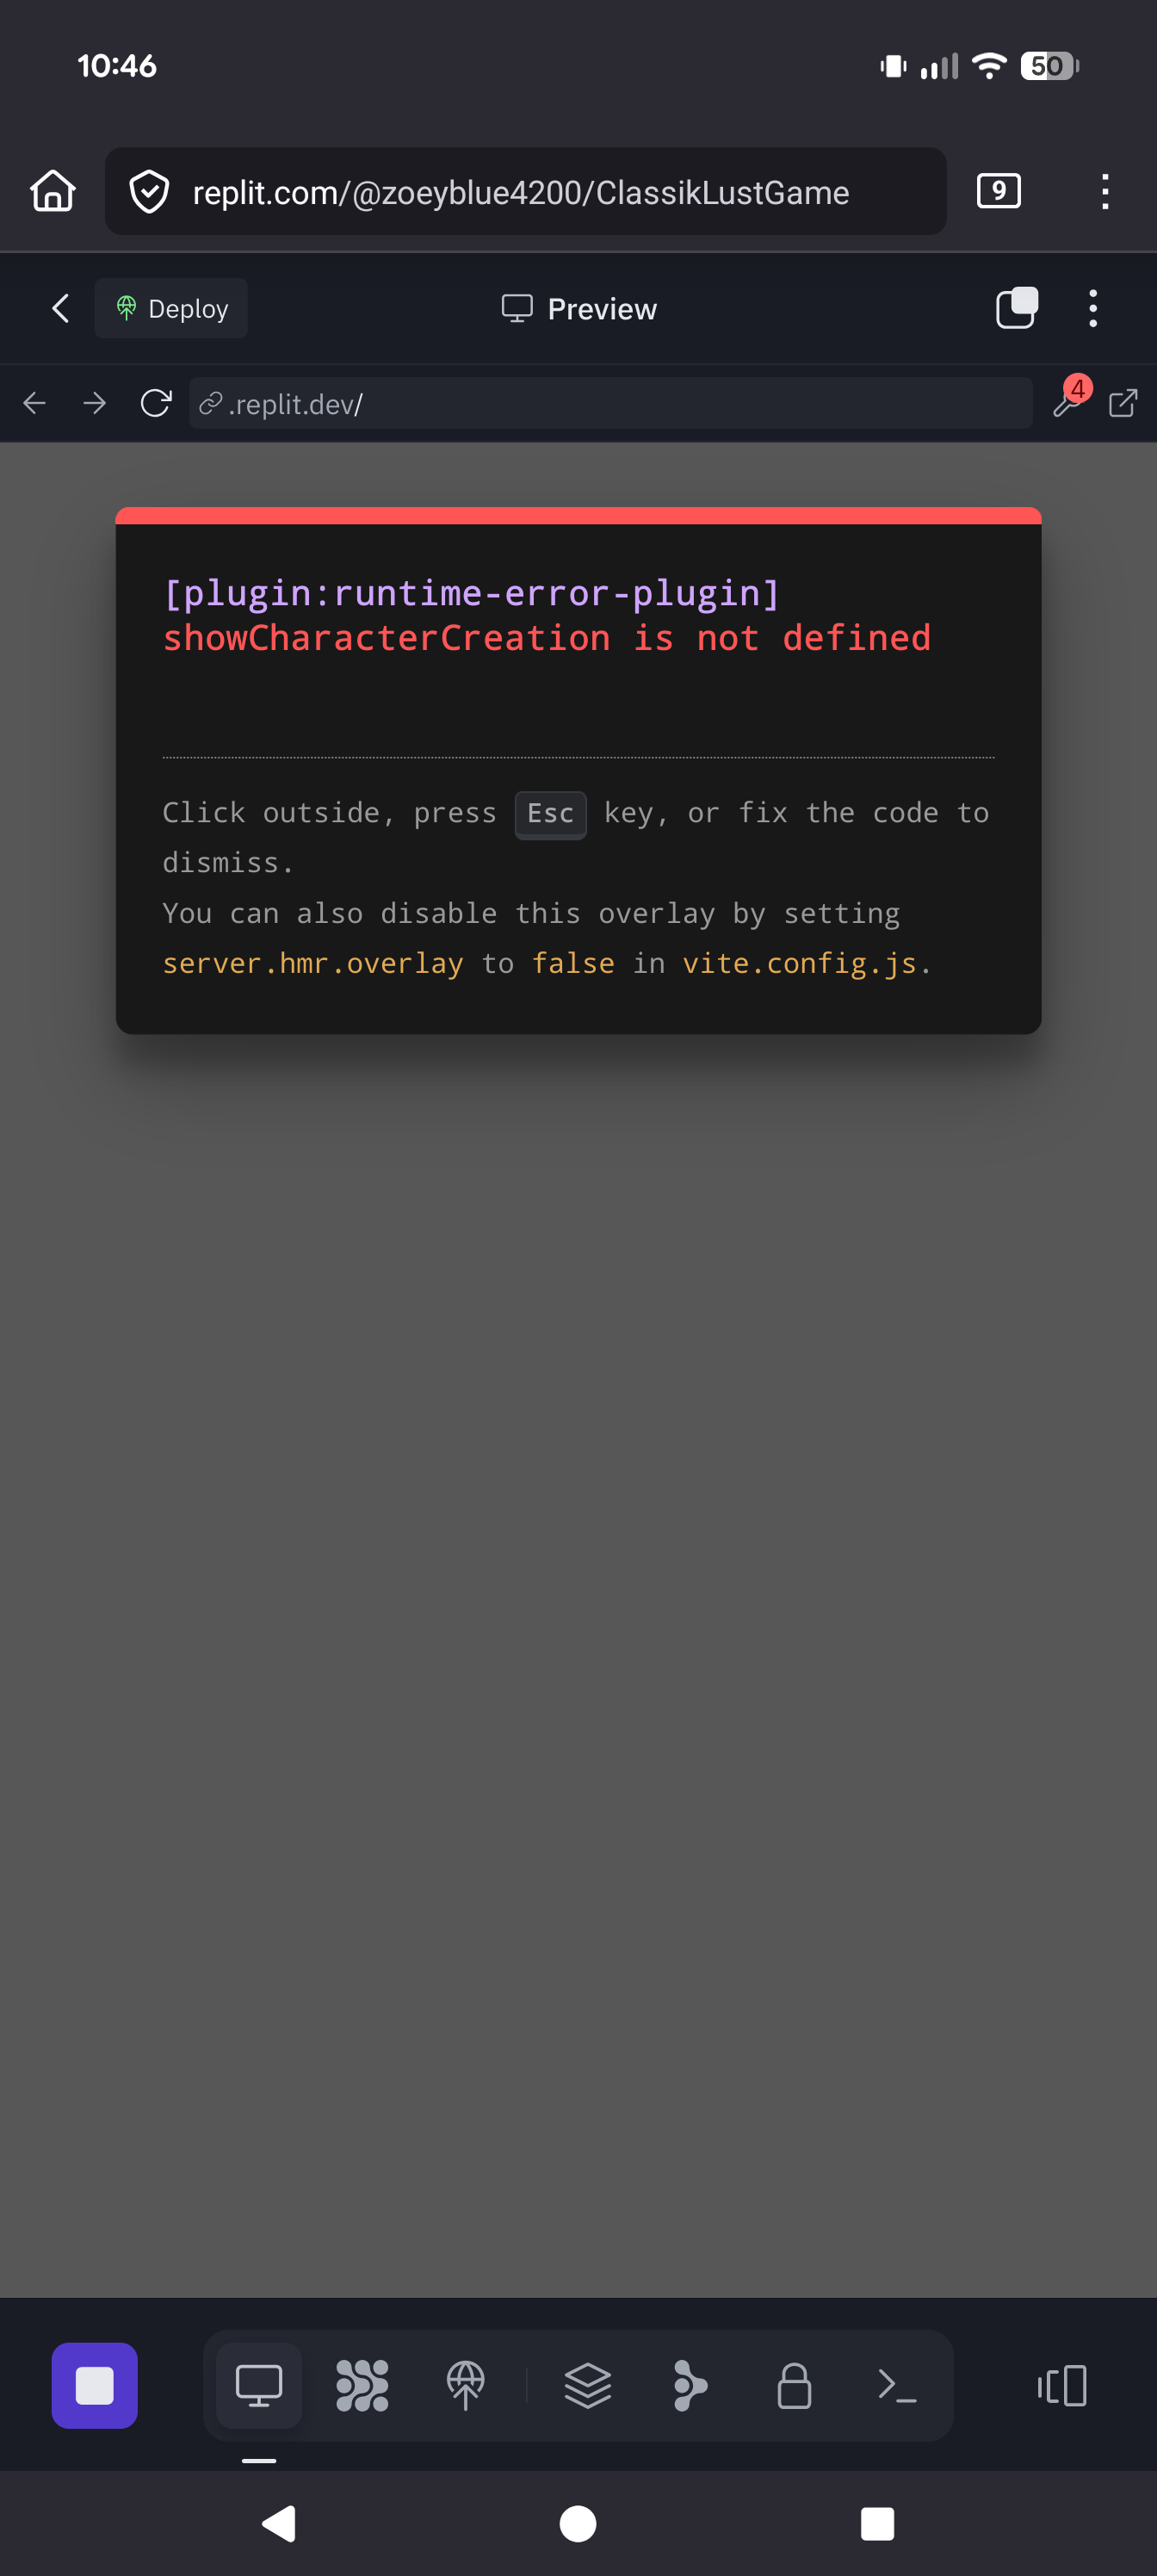 10:46
50
replit.com/@zoeyblue4200/ClassikLustGame
9
Deploy
Preview
.replit.dev/
4
[plugin:runtime-error-plugin]
showCharacterCreation is not defined
Click outside, press Esc key, or fix the code to
dismiss.
You can also disable this overlay by setting
server.hmr.overlay to false in vite.config.js.